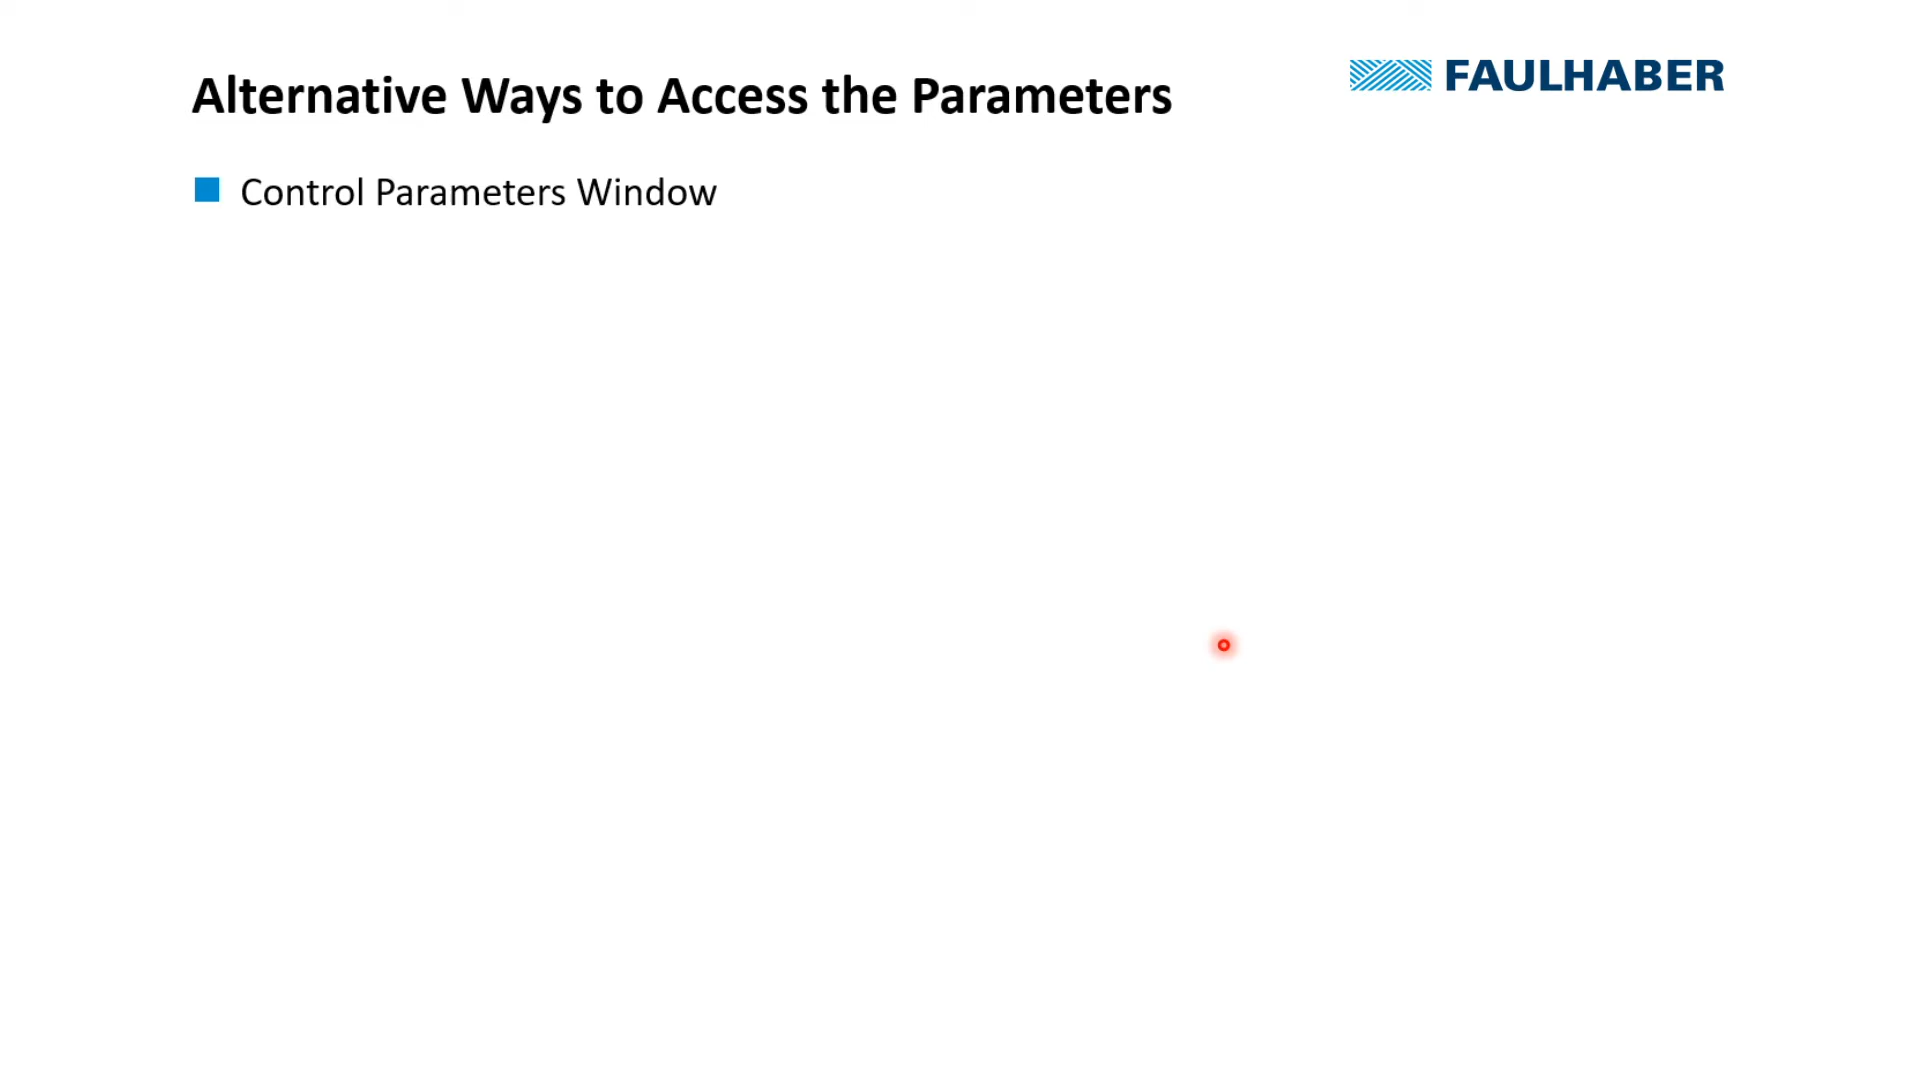 Alternative Ways to Access the Parameters
FAULHABER
Control Parameters Window